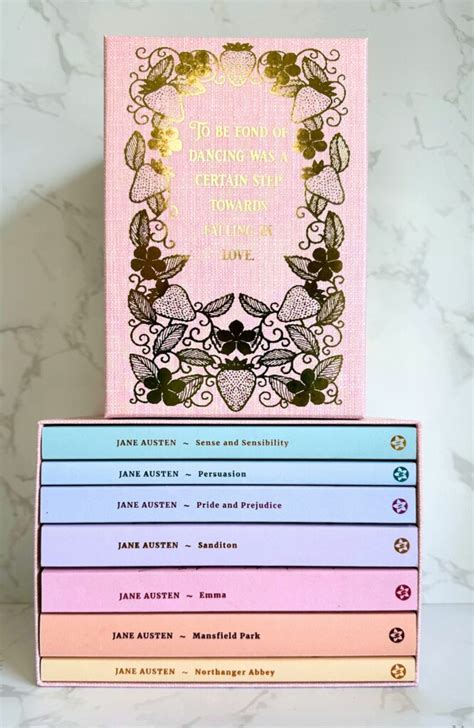 TO BE FOND OF
DANCING WAS A
CERTAIN STEP
TOWARDS
FALLING IN
LOVE.
JANE AUSTEN ~ Sense and Sensibility
JANE AUSTEN ~ Persuasion
JANE AUSTEN ~ Pride and Prejudice
JANE AUSTEN ~ Sanditon
JANE AUSTEN ~ Emma
JANE AUSTEN ~ Mansfield Park
JANE AUSTEN ~ Northanger Abbey